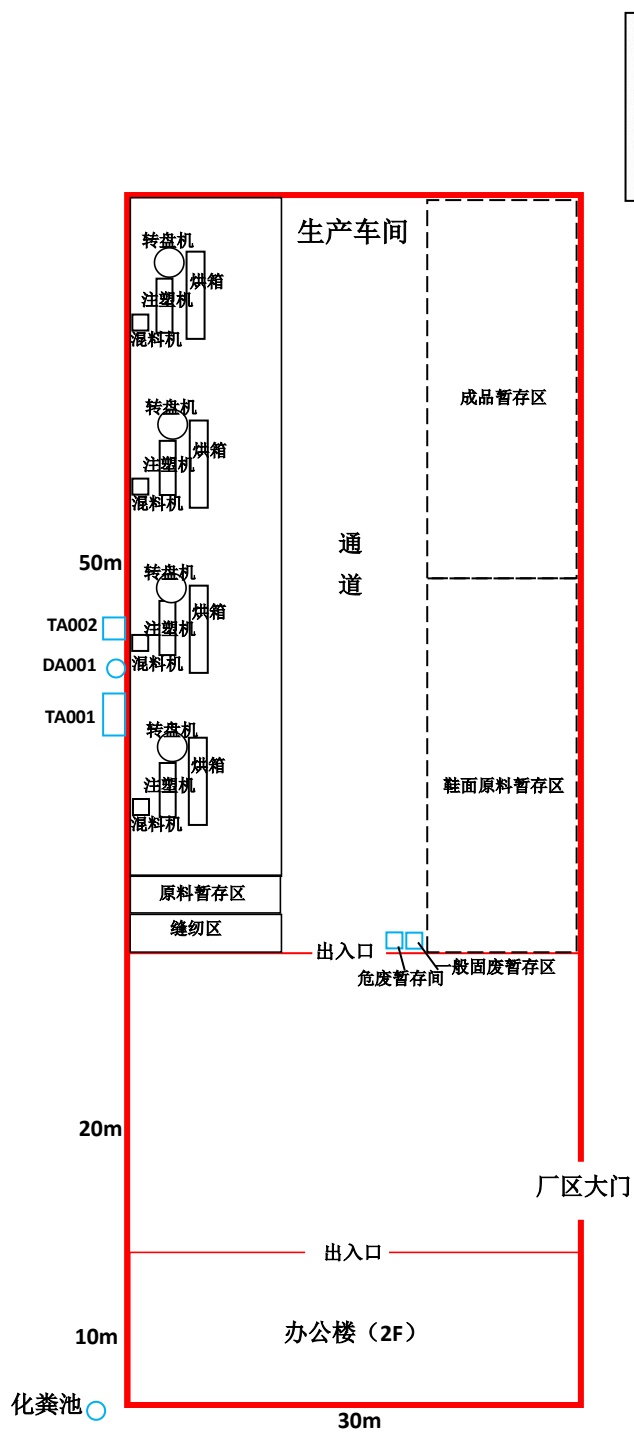 生产车间
转盘机
烘箱
注塑机
混料机
成品暂存区
转盘机
烘箱
注塑机
混料机
通
道
50m
转盘机
烘箱
TA002
注塑机
DA001
混料机
TA001
转盘机
烘箱
注塑机
鞋面原料暂存区
混料机
原料暂存区
缝纫区
出入口
一般固废暂存区
危废暂存间
20m
厂区大门
出入口
办公楼（2F）
10m
化粪池
30m